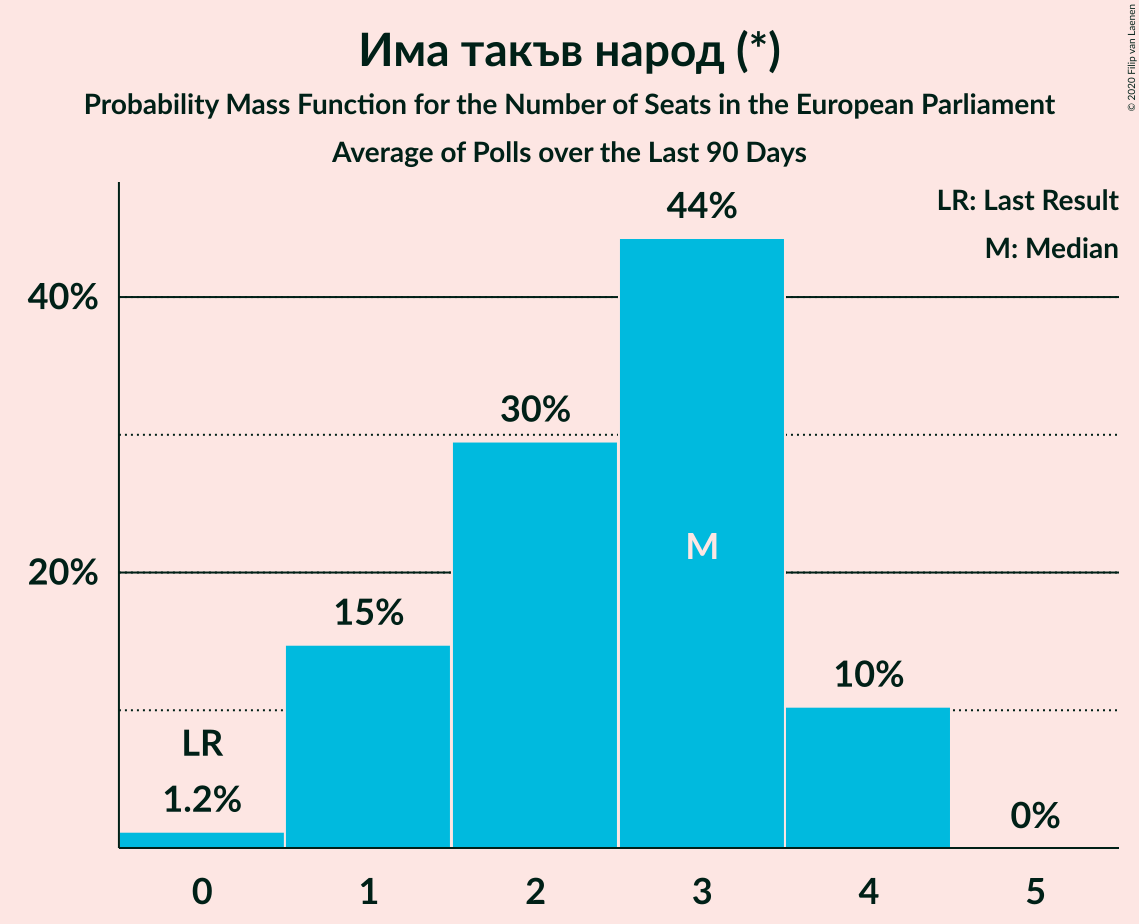 Има такъв народ (*)
Probability Mass Function for the Number of Seats in the European Parliament
Average of Polls over the Last 90 Days
© 2020 Filip van Laenen
LR: Last Result
M: Median
44%
40%
30%
M
20%
15%
10%
LR
1.2%
0%
0 1 2 3 4 5